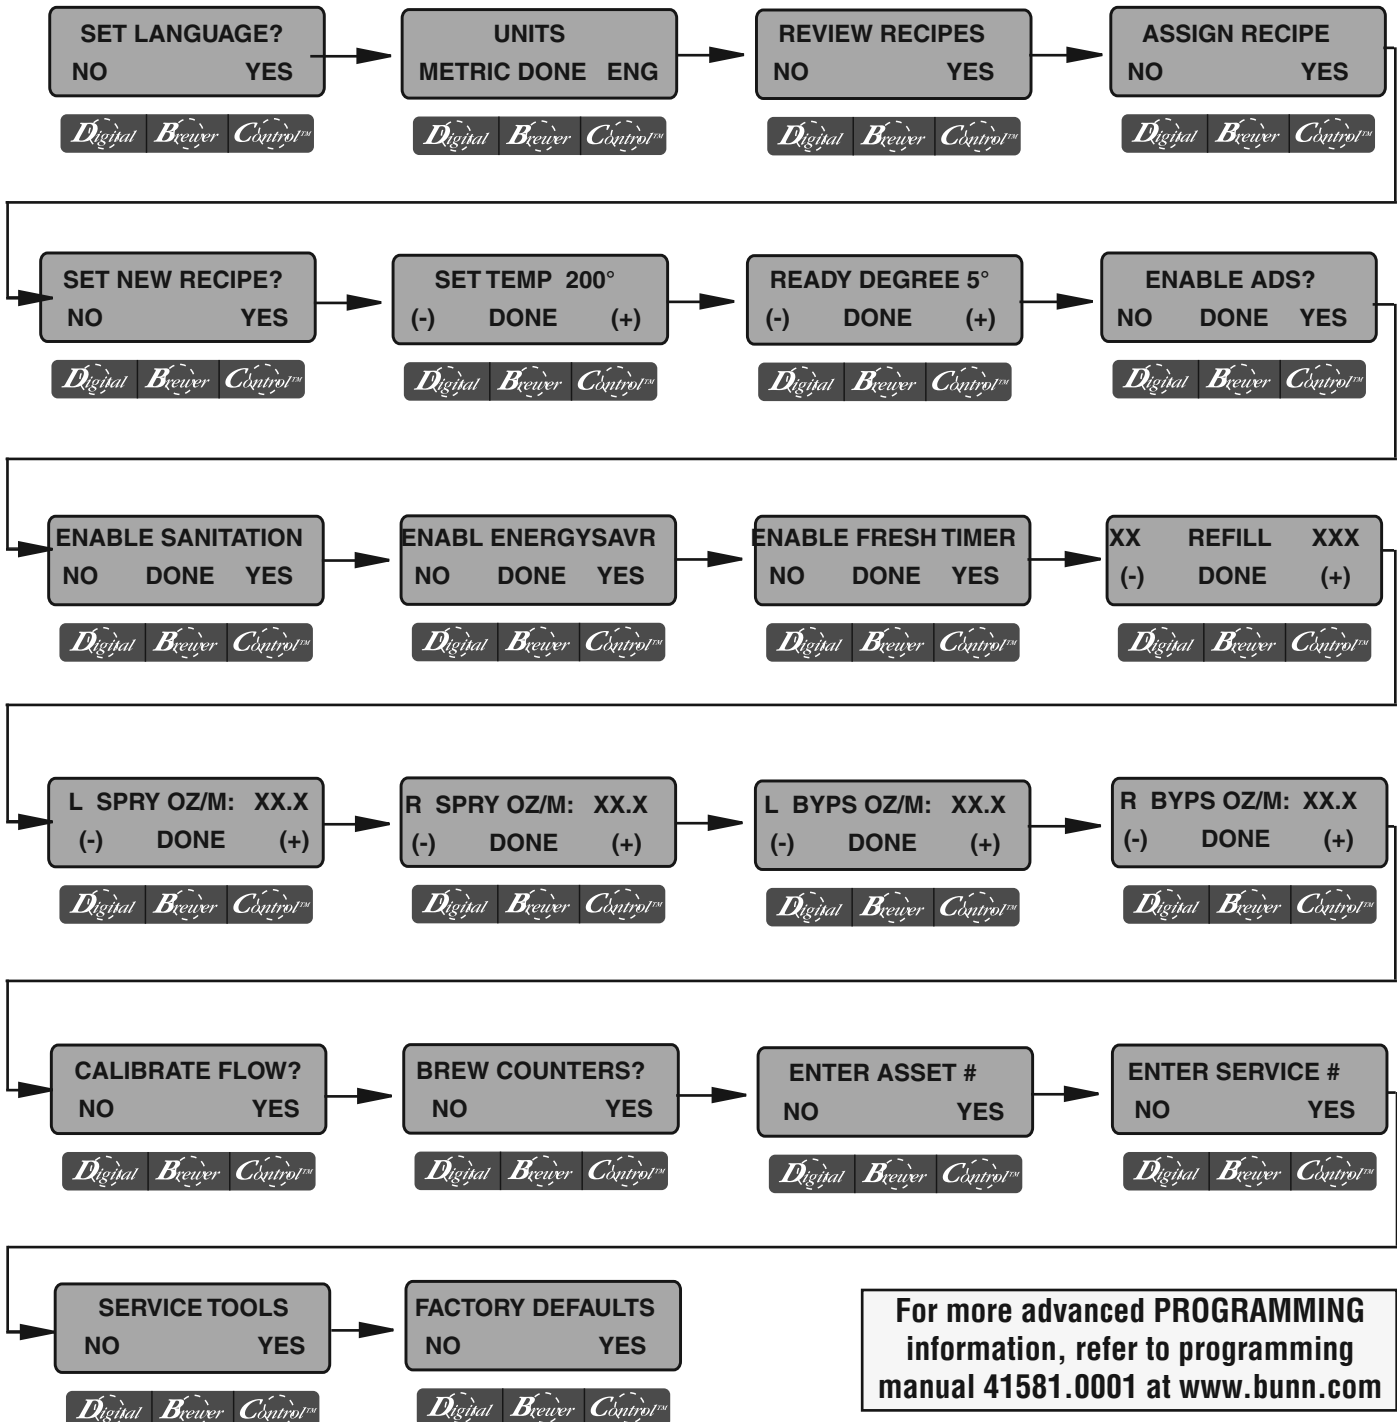 SET LANGUAGE?
NO YES
Digital Brewer Control™
UNITS
METRIC DONE ENG
Digital Brewer Control™
REVIEW RECIPES
NO YES
Digital Brewer Control™
ASSIGN RECIPE
NO YES
Digital Brewer Control™
SET NEW RECIPE?
NO YES
Digital Brewer Control™
SET TEMP 200°
(-) DONE (+)
Digital Brewer Control™
READY DEGREE 5°
(-) DONE (+)
Digital Brewer Control™
ENABLE ADS?
NO DONE YES
Digital Brewer Control™
ENABLE SANITATION
NO DONE YES
Digital Brewer Control™
ENABL ENERGYSAVR
NO DONE YES
Digital Brewer Control™
ENABLE FRESH TIMER
NO DONE YES
Digital Brewer Control™
XX REFILL XXX
(-) DONE (+)
Digital Brewer Control™
L SPRY OZ/M: XX.X
(-) DONE (+)
Digital Brewer Control™
R SPRY OZ/M: XX.X
(-) DONE (+)
Digital Brewer Control™
L BYPS OZ/M: XX.X
(-) DONE (+)
Digital Brewer Control™
R BYPS OZ/M: XX.X
(-) DONE (+)
Digital Brewer Control™
CALIBRATE FLOW?
NO YES
Digital Brewer Control™
BREW COUNTERS?
NO YES
Digital Brewer Control™
ENTER ASSET #
NO YES
Digital Brewer Control™
ENTER SERVICE #
NO YES
Digital Brewer Control™
SERVICE TOOLS
NO YES
Digital Brewer Control™
FACTORY DEFAULTS
NO YES
Digital Brewer Control™
For more advanced PROGRAMMING
information, refer to programming
manual 41581.0001 at www.bunn.com